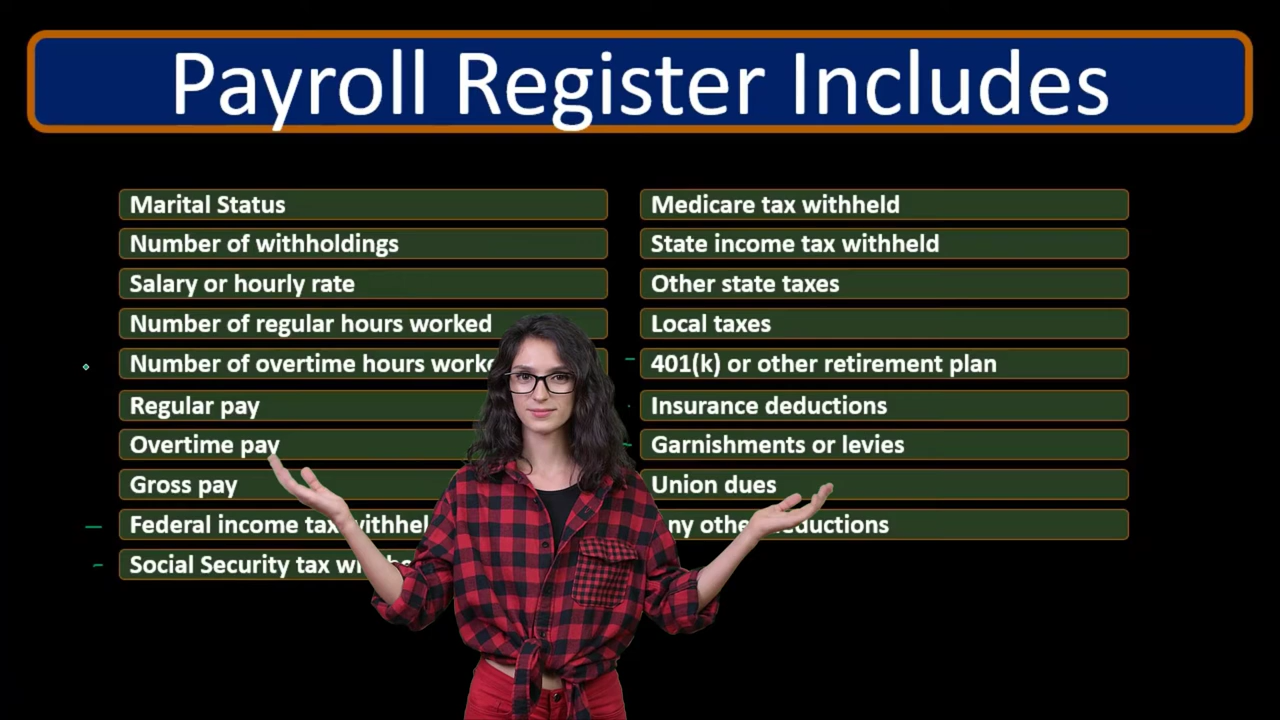 Payroll Register Includes
Marital Status
Number of withholdings
Salary or hourly rate
Number of regular hours worked
Number of overtime hours
Regular pay
Overtime pay
Gross pay
Federal income tax
Social Security tax
Medicare tax withheld
State income tax withheld
Other state taxes
Local taxes
401(k) or other retirement plan
Insurance deductions
Garnishments or levies
Union dues
other deductions